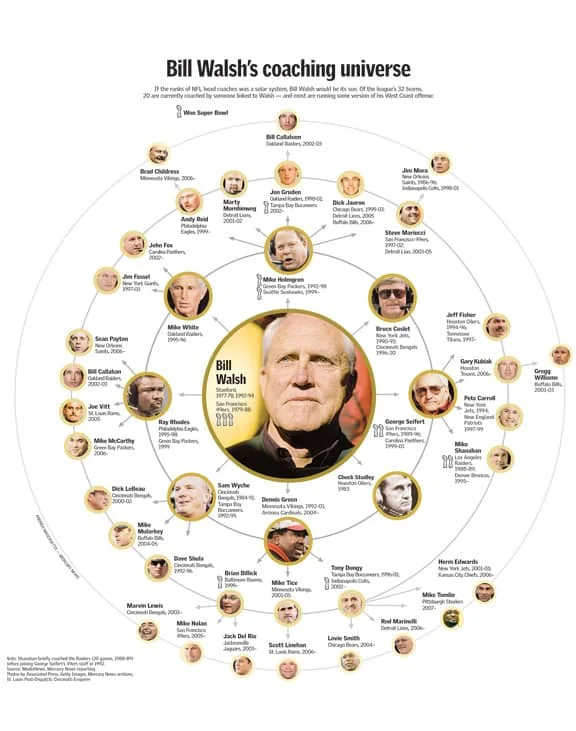 Bill Walsh's coaching universe
If the ranks of NFL head coaches was a solar system, Bill Walsh would be its sun. Of the league's 32 teams,
20 are currently coached by someone linked to Walsh — and most are running some version of his West Coast offense.
Won Super Bowl
Bill Callahan
Oakland Raiders, 2002-03
Brad Childress
Minnesota Vikings, 2006-
Jim Mora
New Orleans
Saints, 1986-96;
Indianapolis Colts, 1998-01
Marty
Mornhinweg
Detroit Lions,
2001-02
Jon Gruden
Oakland Raiders, 1998-01;
Tampa Bay Bucaneers
2002-
Dick Jauron
Chicago Bears, 1999-03;
Detroit Lions, 2005
Buffalo Bills, 2006-
Andy Reid
Philadelphia
Eagles, 1999-
Steve Mariucci
San Francisco 49ers,
1997-02;
Detroit Lions, 2003-05
John Fox
Carolina Panthers,
2002-
Jim Fassel
New York Giants,
1997-03
Mike Holmgren
Green Bay Packers, 1992-98
Seattle Seahawks, 1999-
Mike White
Oakland Raiders,
1995-96
Bruce Coslet
New York Jets,
1990-93;
Cincinnati Bengals
1996-20
Jeff Fisher
Houston Oilers,
1994-96;
Tennessee
Titans, 1997-
Sean Payton
New Orleans
Saints, 2006-
Gary Kubiak
Houston
Texans, 2006-
Gregg
Williams
Buffalo Bills,
2001-03
Bill
Walsh
Stanford,
1977-78, 1992-94
San Francisco
49ers, 1979-88
Bill Callahan
Oakland Raiders,
2002-03
Joe Vitt
St. Louis Rams,
2005
Mike McCarthy
Green Bay Packers,
2006-
Ray Rhodes
Philadelphia Eagles,
1995-98
Green Bay Packers,
1999
George Seifert
San Francisco
49ers, 1989-96;
Carolina Panthers,
1999-01
Pete Carroll
New York
Jets, 1994;
New England
Patriots
1997-99
Mike
Shanahan
Los Angeles
Raiders,
1988-89;
Denver Broncos,
1995-
Chuck Studley
Houston Oilers,
1983
Sam Wyche
Cincinnati
Bengals,
1984-91;
Tampa Bay
Buccaneers,
1992-95
Dennis Green
Minnesota Vikings, 1992-01,
Arizona Cardinals, 2004-
Dick LeBeau
Cincinnati Bengals,
2000-02
Mike
Mularkey
Buffalo Bills,
2004-05
Dave Shula
Cincinnati Bengals,
1992-96
Brian Billick
Baltimore Ravens,
1999-
Mike Tice
Minnesota Vikings,
2001-05
Tony Dungy
Tampa Bay Buccaneers, 1996-01;
Indianapolis Colts,
2002-
Herm Edwards
New York Jets, 2001-05;
Kansas City Chiefs, 2006-
Mike Tomlin
Pittsburgh Steelers
2007-
Marvin Lewis
Cincinnati Bengals, 2003-
Mike Nolan
San Francisco
49ers, 2005-
Jack Del Rio
Jacksonville
Jaguars, 2003-
Scott Linehan
St. Louis Rams, 2006-
Lovie Smith
Chicago Bears, 2004-
Rod Marinelli
Detroit Lions, 2006-
Note: Shanahan briefly coached the Raiders (20 games, 1988-89)
before joining George Seifert's 49ers staff in 1992.
Source: MediaNews, Mercury News reporting
Photos by Associated Press, Getty Images, Mercury News archives,
St. Louis Post-Dispatch, Cincinnati Enquirer